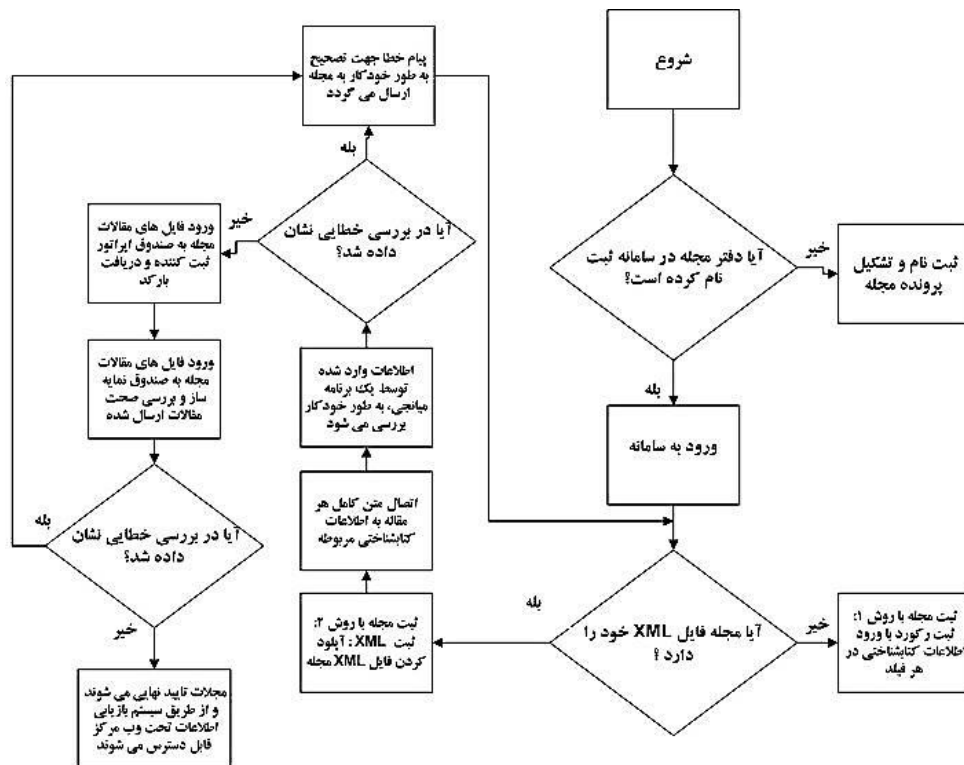 شروع
آیا دفتر مجله در سامانه ثبت
نام کرده است؟
خیر
ثبت نام و تشکیل
پرونده مجله
بله
ورود به سامانه
آیا مجله فایل XML خود را
دارد ؟
خیر
ثبت مجله با روش ۱:
ثبت رکورد با ورود
اطلاعات کتابشناختی در
هر فیلد
بله
ثبت مجله با روش ۲:
ثبت XML : آپلود
کردن فایل XML مجله
اتصال متن کامل هر
مقاله به اطلاعات
کتابشناختی مربوطه
اطلاعات وارد شده
توسط یک برنامه
میانجی، به طور خودکار
بررسی می شود
آیا در بررسی خطایی نشان
داده شد؟
بله
پیام خطا جهت تصحیح
به طور خودکار به مجله
ارسال می گردد
خیر
ورود فایل های مقالات
مجله به صندوق اپراتور
ثبت کننده و دریافت
بارکد
ورود فایل های مقالات
مجله به صندوق نمایه
ساز و بررسی صحت
مقالات ارسال شده
آیا در بررسی خطایی نشان
داده شد؟
بله
خیر
مجلات تایید نهایی می شوند
و از طریق سیستم بازیابی
اطلاعات تحت وب مرکز
قابل دسترس می شوند